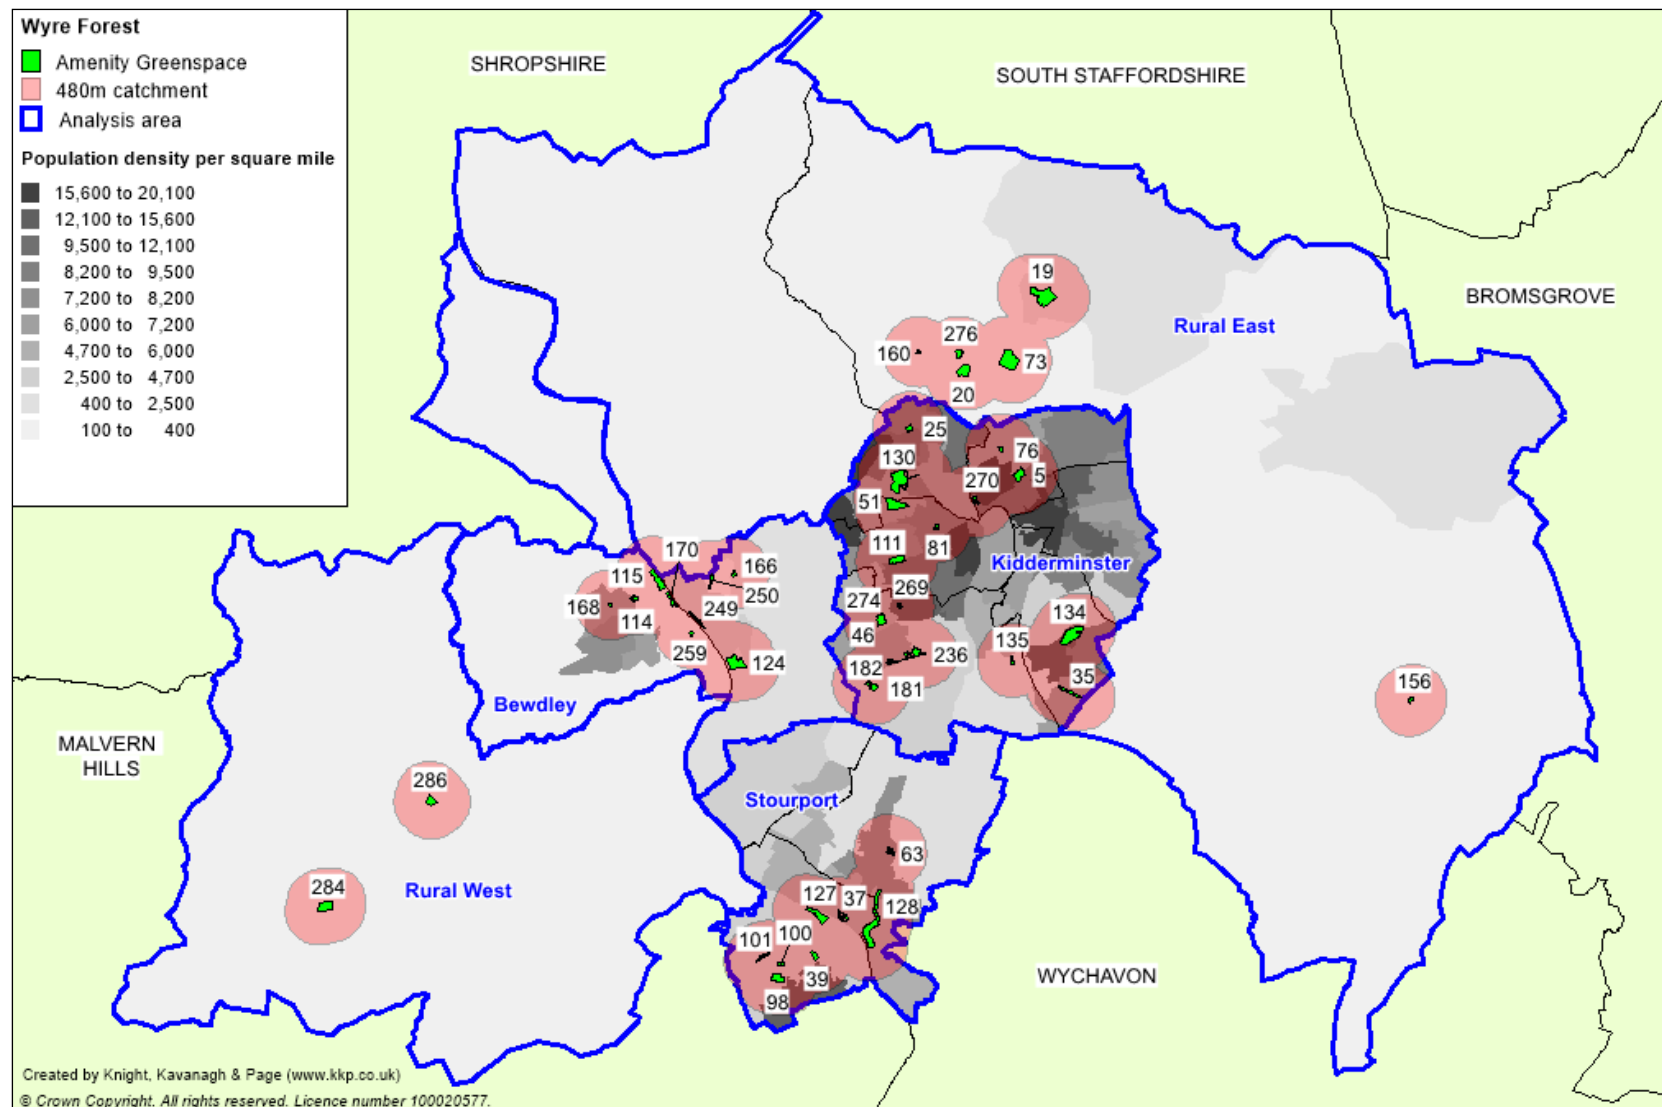 Wyre Forest
Amenity Greenspace
480m catchment
Analysis area
Population density per square mile
15,600 to 20,100
12,100 to 15,600
9,500 to 12,100
8,200 to 9,500
7,200 to 8,200
6,000 to 7,200
4,700 to 6,000
2,500 to 4,700
400 to 2,500
100 to 400
SHROPSHIRE
SOUTH STAFFORDSHIRE
BROMSGROVE
19
Rural East
276
160
73
20
25
76
130
270
5
51
111
81
Kidderminster
170
115
166
250
168
114
249
259
124
269
274
46
134
135
236
182
181
35
156
Bewdley
MALVERN
HILLS
286
Stourport
63
284
Rural West
127
37
128
101
100
39
98
WYCHAVON
Created by Knight, Kavanagh & Page (www.kkp.co.uk)
© Crown Copyright. All rights reserved. Licence number 100020577.